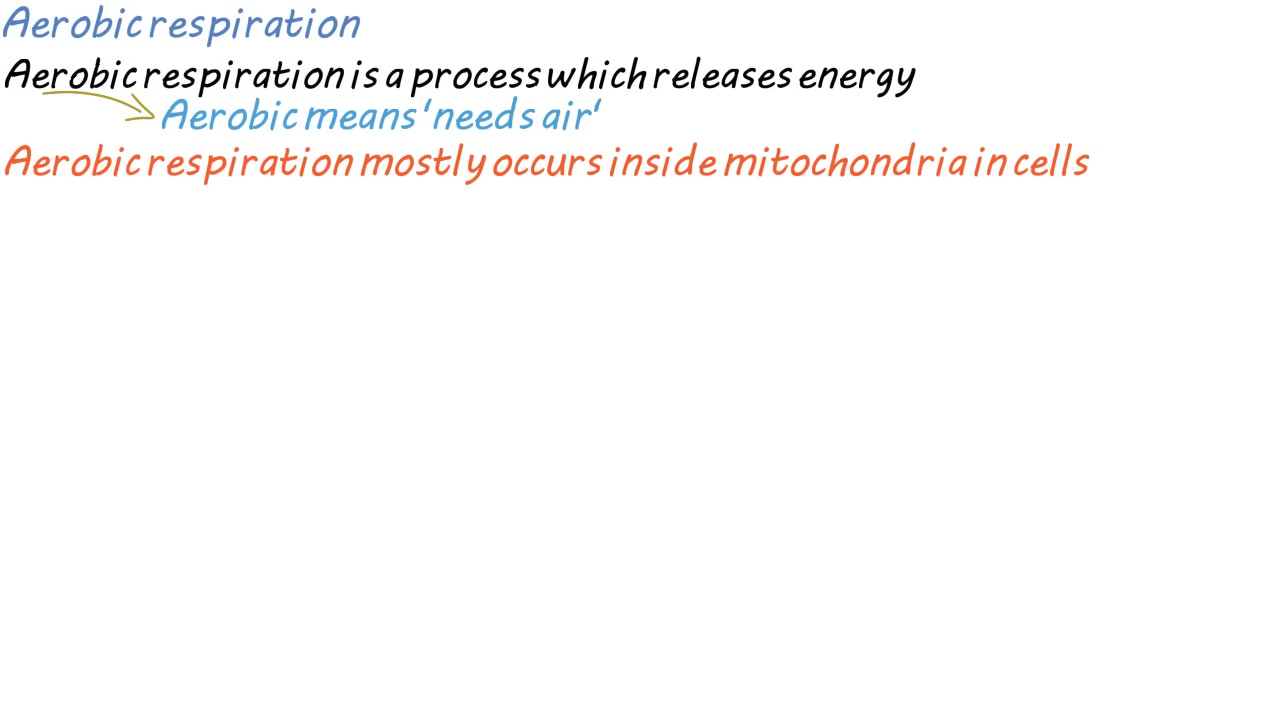 Aerobic respiration
Aerobic respiration is a process which releases energy
Aerobic means 'needs air'
Aerobic respiration mostly occurs inside mitochondria in cells